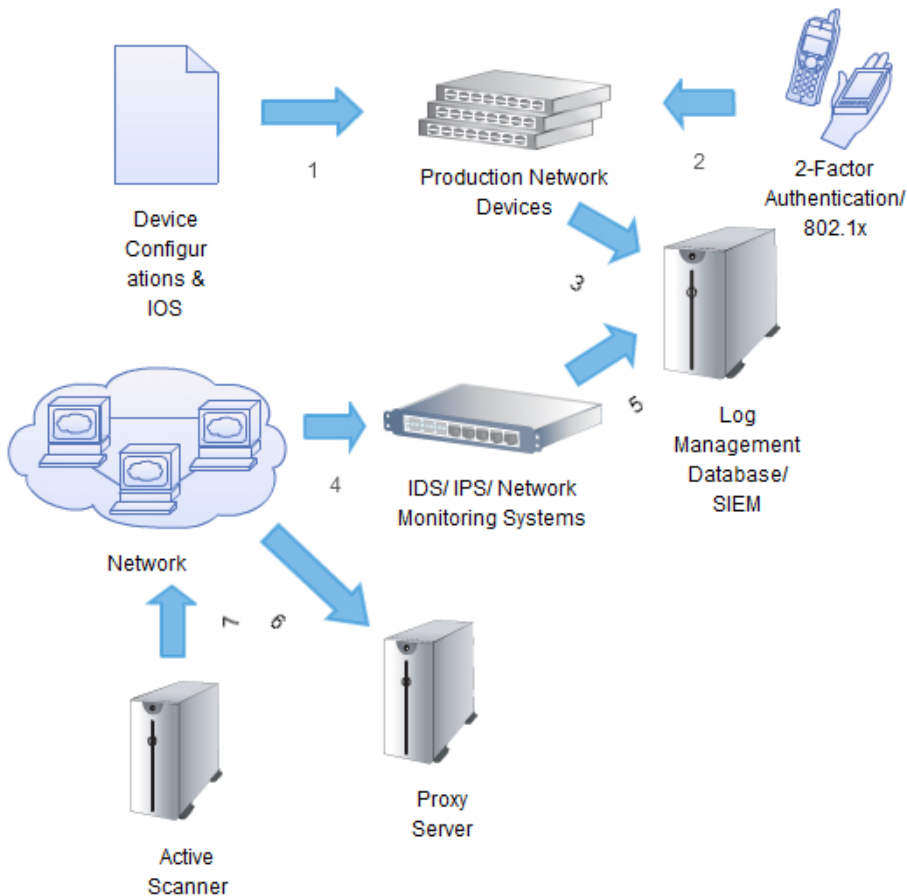 1
2
Production Network
Devices
2-Factor
Authentication/
802.1x
Device
Configur
ations &
IOS
3
4
5
IDS/ IPS/ Network
Monitoring Systems
Log
Management
Database/
SIEM
Network
7
6
Proxy
Server
Active
Scanner